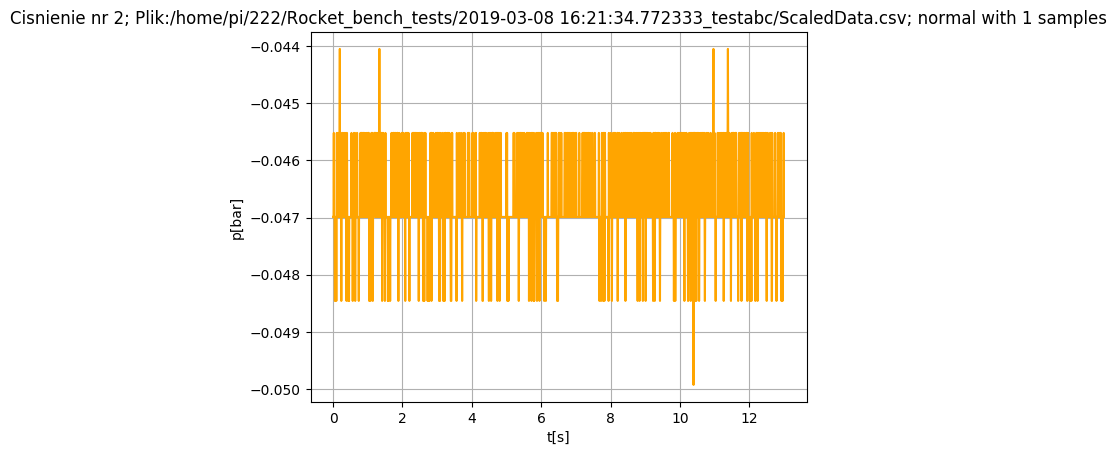 Cisnienie nr 2; Plik:/home/pi/222/Rocket_bench_tests/2019-03-08 16:21:34.772333_testabc/ScaledData.csv; normal with 1 samples
−0.044
−0.045
−0.046
−0.047
−0.048
−0.049
−0.050
p[bar]
0 2 4 6 8 10 12
t[s]